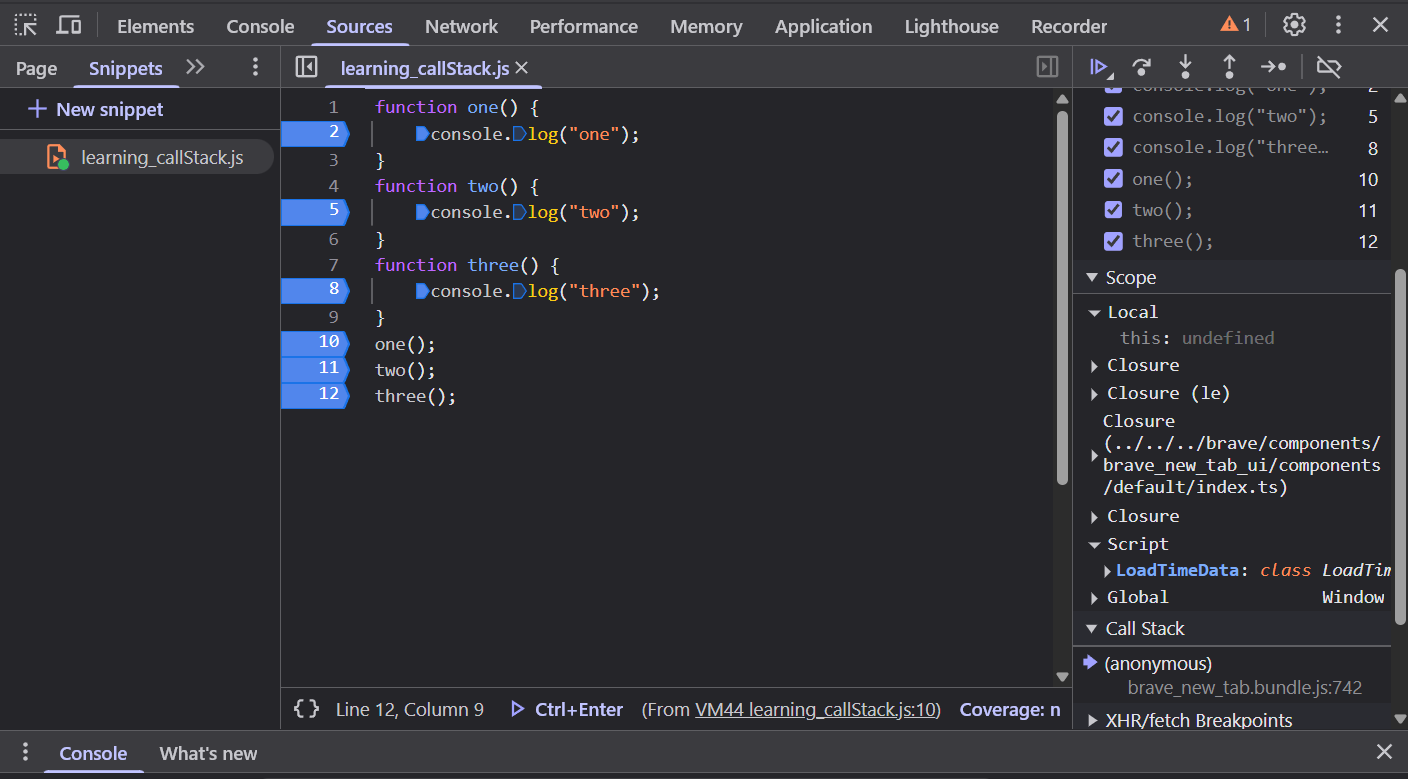 Elements Console Sources Network Performance Memory Application Lighthouse Recorder 1
Page Snippets learning_callStack.js
New snippet
learning_callStack.js
1 function one() {
2 console.log("one");
3 }
4 function two() {
5 console.log("two");
6 }
7 function three() {
8 console.log("three");
9 }
10 one();
11 two();
12 three();
{} Line 12, Column 9 Ctrl+Enter (From VM44 learning_callStack.js:10) Coverage: n
console.log("one"); 2
console.log("two"); 5
console.log("three… 8
one(); 10
two(); 11
three(); 12
Scope
Local
this: undefined
Closure
Closure (le)
Closure
(../../../brave/components/
brave_new_tab_ui/components
/default/index.ts)
Closure
Script
LoadTimeData: class LoadTim
Global Window
Call Stack
(anonymous)
brave_new_tab.bundle.js:742
XHR/fetch Breakpoints
Console What's new